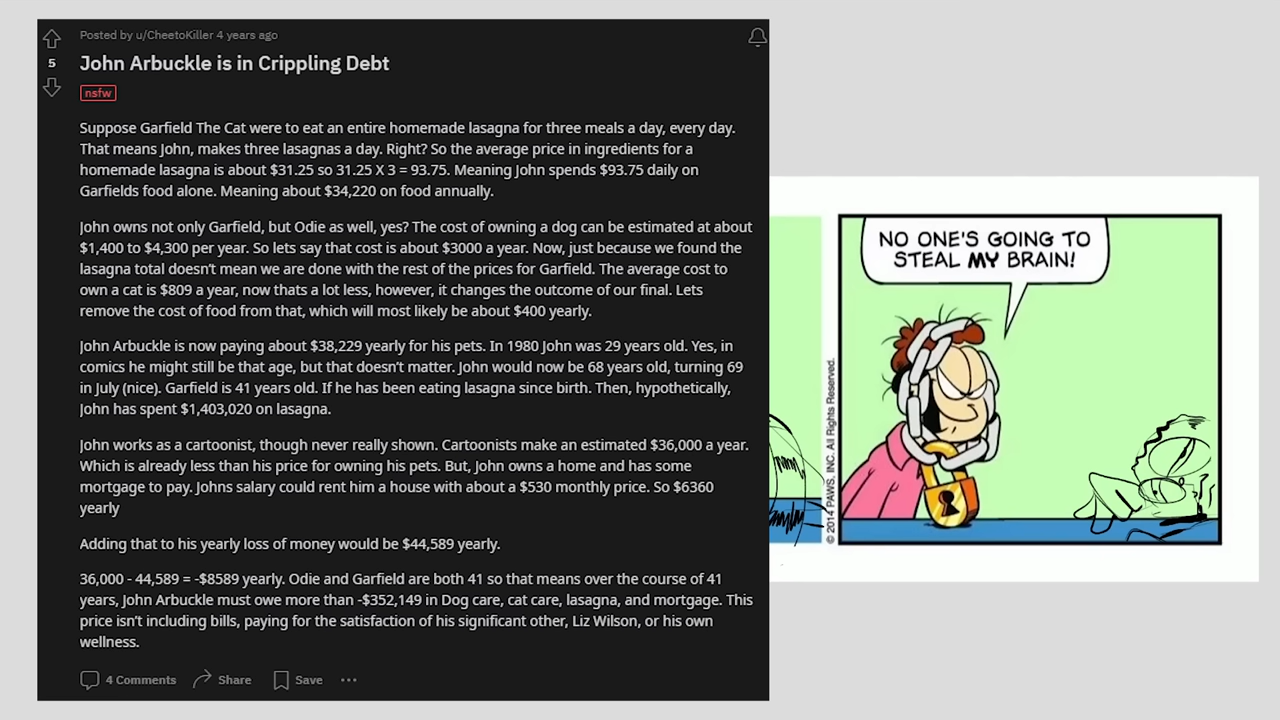 Posted by u/CheetoKiller 4 years ago
5
John Arbuckle is in Crippling Debt
nsfw
Suppose Garfield The Cat were to eat an entire homemade lasagna for three meals a day, every day.
That means John, makes three lasagnas a day. Right? So the average price in ingredients for a
homemade lasagna is about $31.25 so 31.25 X 3 = 93.75. Meaning John spends $93.75 daily on
Garfields food alone. Meaning about $34,220 on food annually.
John owns not only Garfield, but Odie as well, yes? The cost of owning a dog can be estimated at about
$1,400 to $4,300 per year. So lets say that cost is about $3000 a year. Now, just because we found the
lasagna total doesn't mean we are done with the rest of the prices for Garfield. The average cost to
own a cat is $809 a year, now thats a lot less, however, it changes the outcome of our final. Lets
remove the cost of food from that, which will most likely be about $400 yearly.
John Arbuckle is now paying about $38,229 yearly for his pets. In 1980 John was 29 years old. Yes, in
comics he might still be that age, but that doesn't matter. John would now be 68 years old, turning 69
in July (nice). Garfield is 41 years old. If he has been eating lasagna since birth. Then, hypothetically,
John has spent $1,403,020 on lasagna.
John works as a cartoonist, though never really shown. Cartoonists make an estimated $36,000 a year.
Which is already less than his price for owning his pets. But, John owns a home and has some
mortgage to pay. Johns salary could rent him a house with about a $530 monthly price. So $6360
yearly
Adding that to his yearly loss of money would be $44,589 yearly.
36,000 - 44,589 = -$8589 yearly. Odie and Garfield are both 41 so that means over the course of 41
years, John Arbuckle must owe more than -$352,149 in Dog care, cat care, lasagna, and mortgage. This
price isn't including bills, paying for the satisfaction of his significant other, Liz Wilson, or his own
wellness.
4 Comments Share Save
NO ONE'S GOING TO
STEAL MY BRAIN!
© 2014 PAWS, INC. All Rights Reserved.